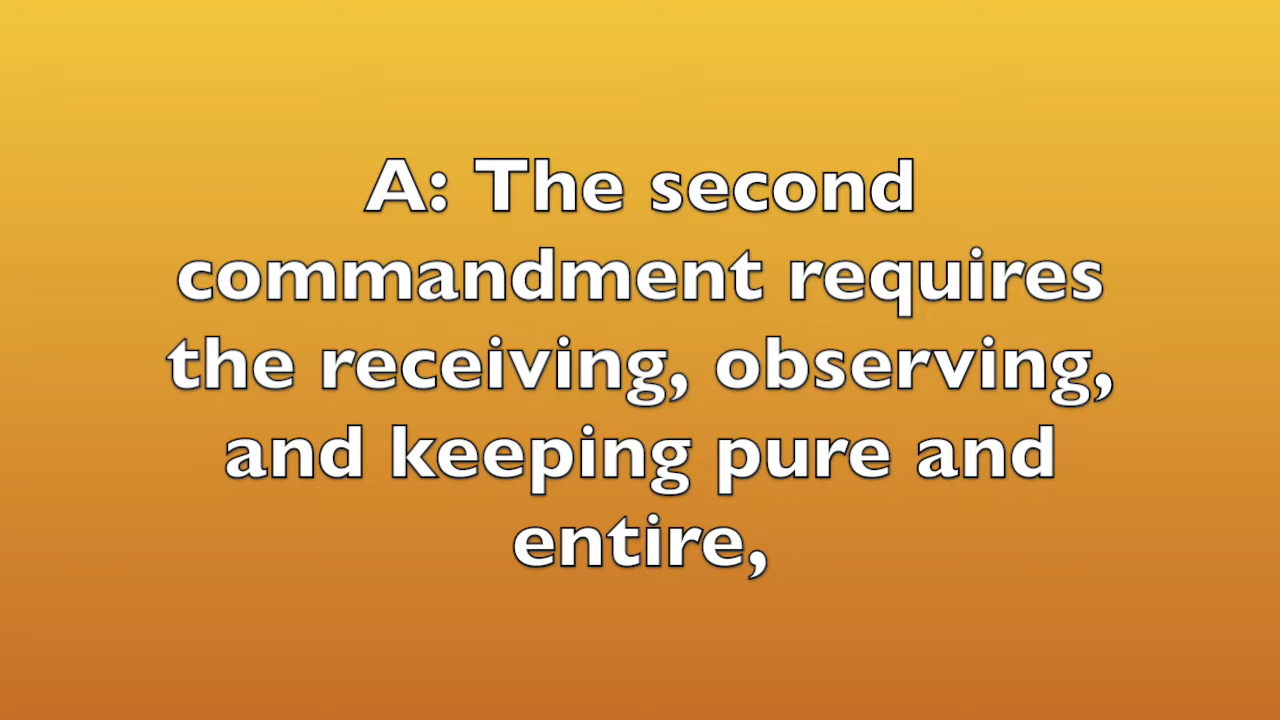 A: The second
commandment requires
the receiving, observing,
and keeping pure and
entire,